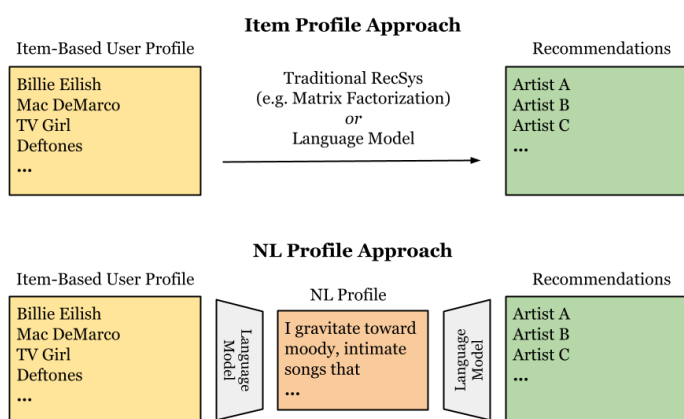 Item Profile Approach
Item-Based User Profile
Recommendations
Billie Eilish
Mac DeMarco
TV Girl
Deftones
...
Traditional RecSys
(e.g. Matrix Factorization)
or
Language Model
Artist A
Artist B
Artist C
...
NL Profile Approach
Item-Based User Profile
NL Profile
Recommendations
Billie Eilish
Mac DeMarco
TV Girl
Deftones
...
Language
Model
I gravitate toward
moody, intimate
songs that
...
Language
Model
Artist A
Artist B
Artist C
...